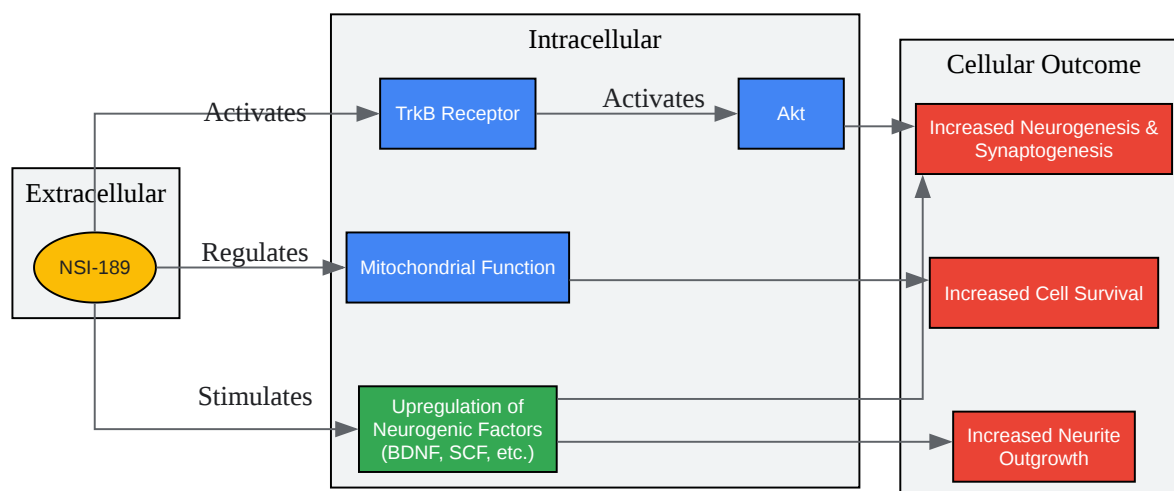 Intracellular
Cellular Outcome
Activates
TrkB Receptor
Activates
Akt
Increased Neurogenesis &
Synaptogenesis
Extracellular
NSI-189
Regulates
Mitochondrial Function
Increased Cell Survival
Stimulates
Upregulation of
Neurogenic Factors
(BDNF, SCF, etc.)
Increased Neurite
Outgrowth